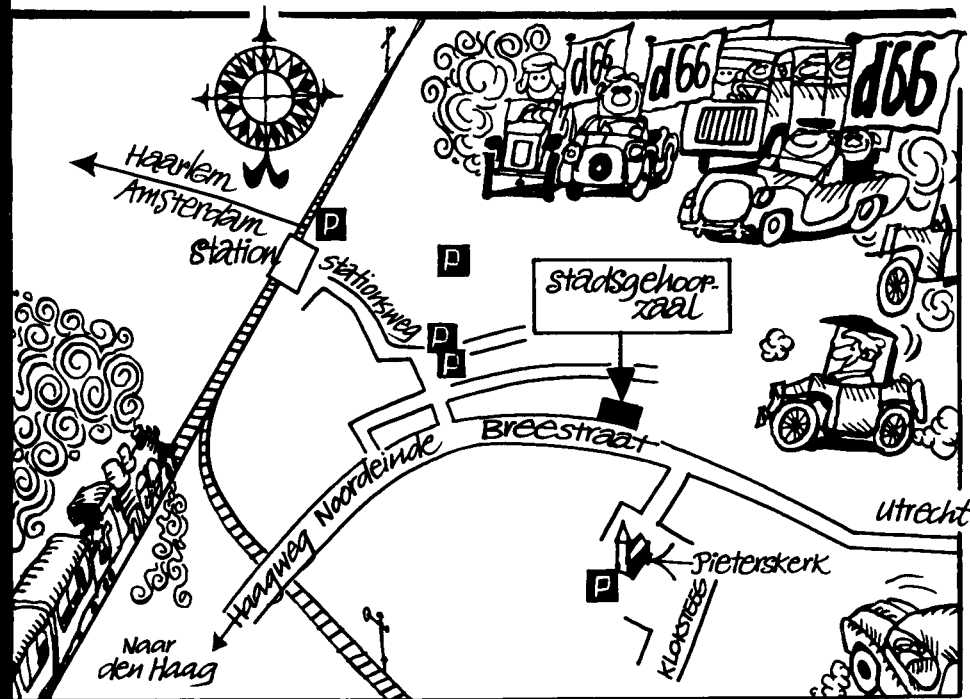 d66
d66
d66
Haarlem
Amsterdam
station
P
stationsweg
P
stadsgehoor-
zaal
P
P
Breestraat
Noordeinde
Haagweg
utrecht
Pieterskerk
P
KLOKSTEEG
Naar
den Haag